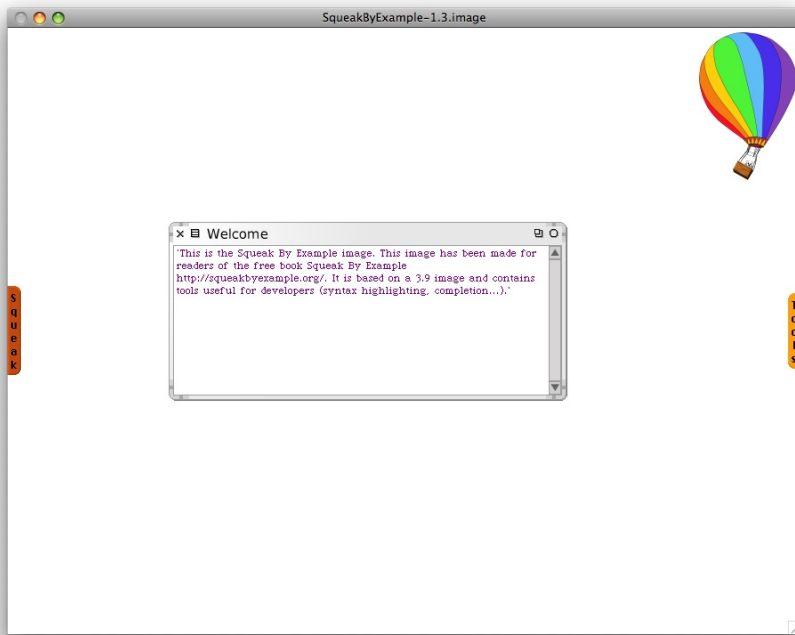 SqueakByExample-1.3.image
Welcome
'This is the Squeak By Example image. This image has been made for
readers of the free book Squeak By Example
http://squeakbyexample.org/. It is based on a 3.9 image and contains
tools useful for developers (syntax highlighting, completion...).'
Squeak
Tools